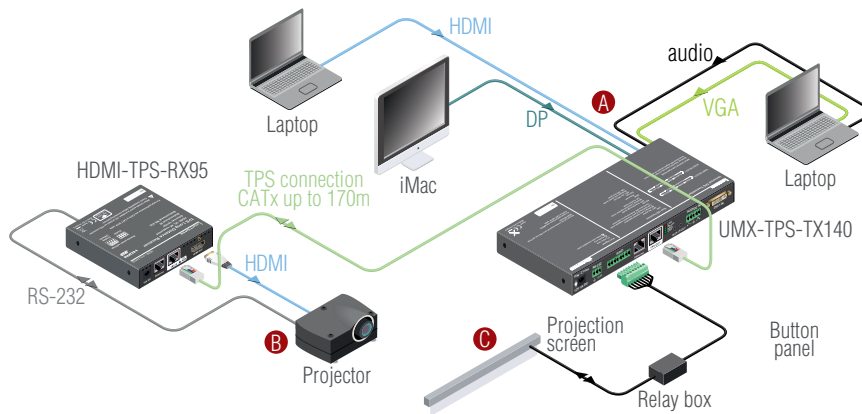 HDMI
audio
A
DP
VGA
Laptop
iMac
Laptop
HDMI-TPS-RX95
TPS connection
CATx up to 170m
UMX-TPS-TX140
HDMI
RS-232
B
Projector
C
Projection
screen
Relay box
Button
panel